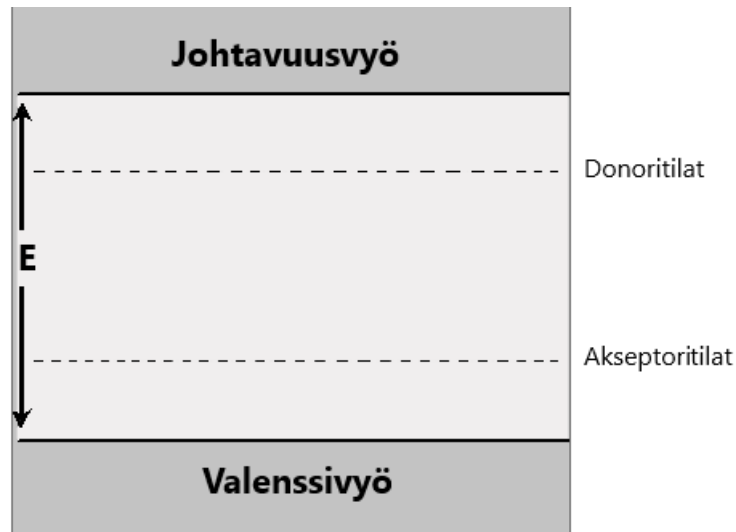 Johtavuusvyö
Donoritilat
E
Akseptoritilat
Valenssivyö